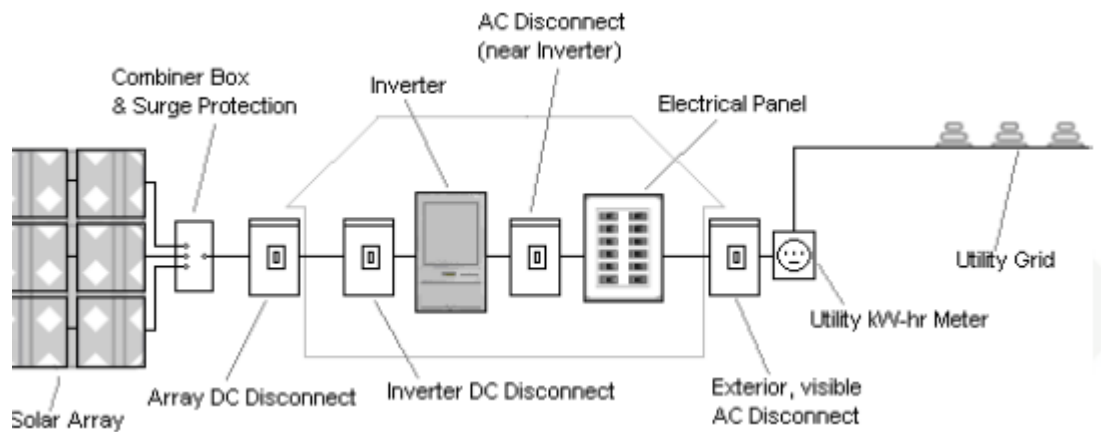 AC Disconnect
(near Inverter)
Combiner Box
& Surge Protection
Inverter
Electrical Panel
Utility Grid
Utility kW-hr Meter
Array DC Disconnect
Inverter DC Disconnect
Exterior, visible
AC Disconnect
Solar Array